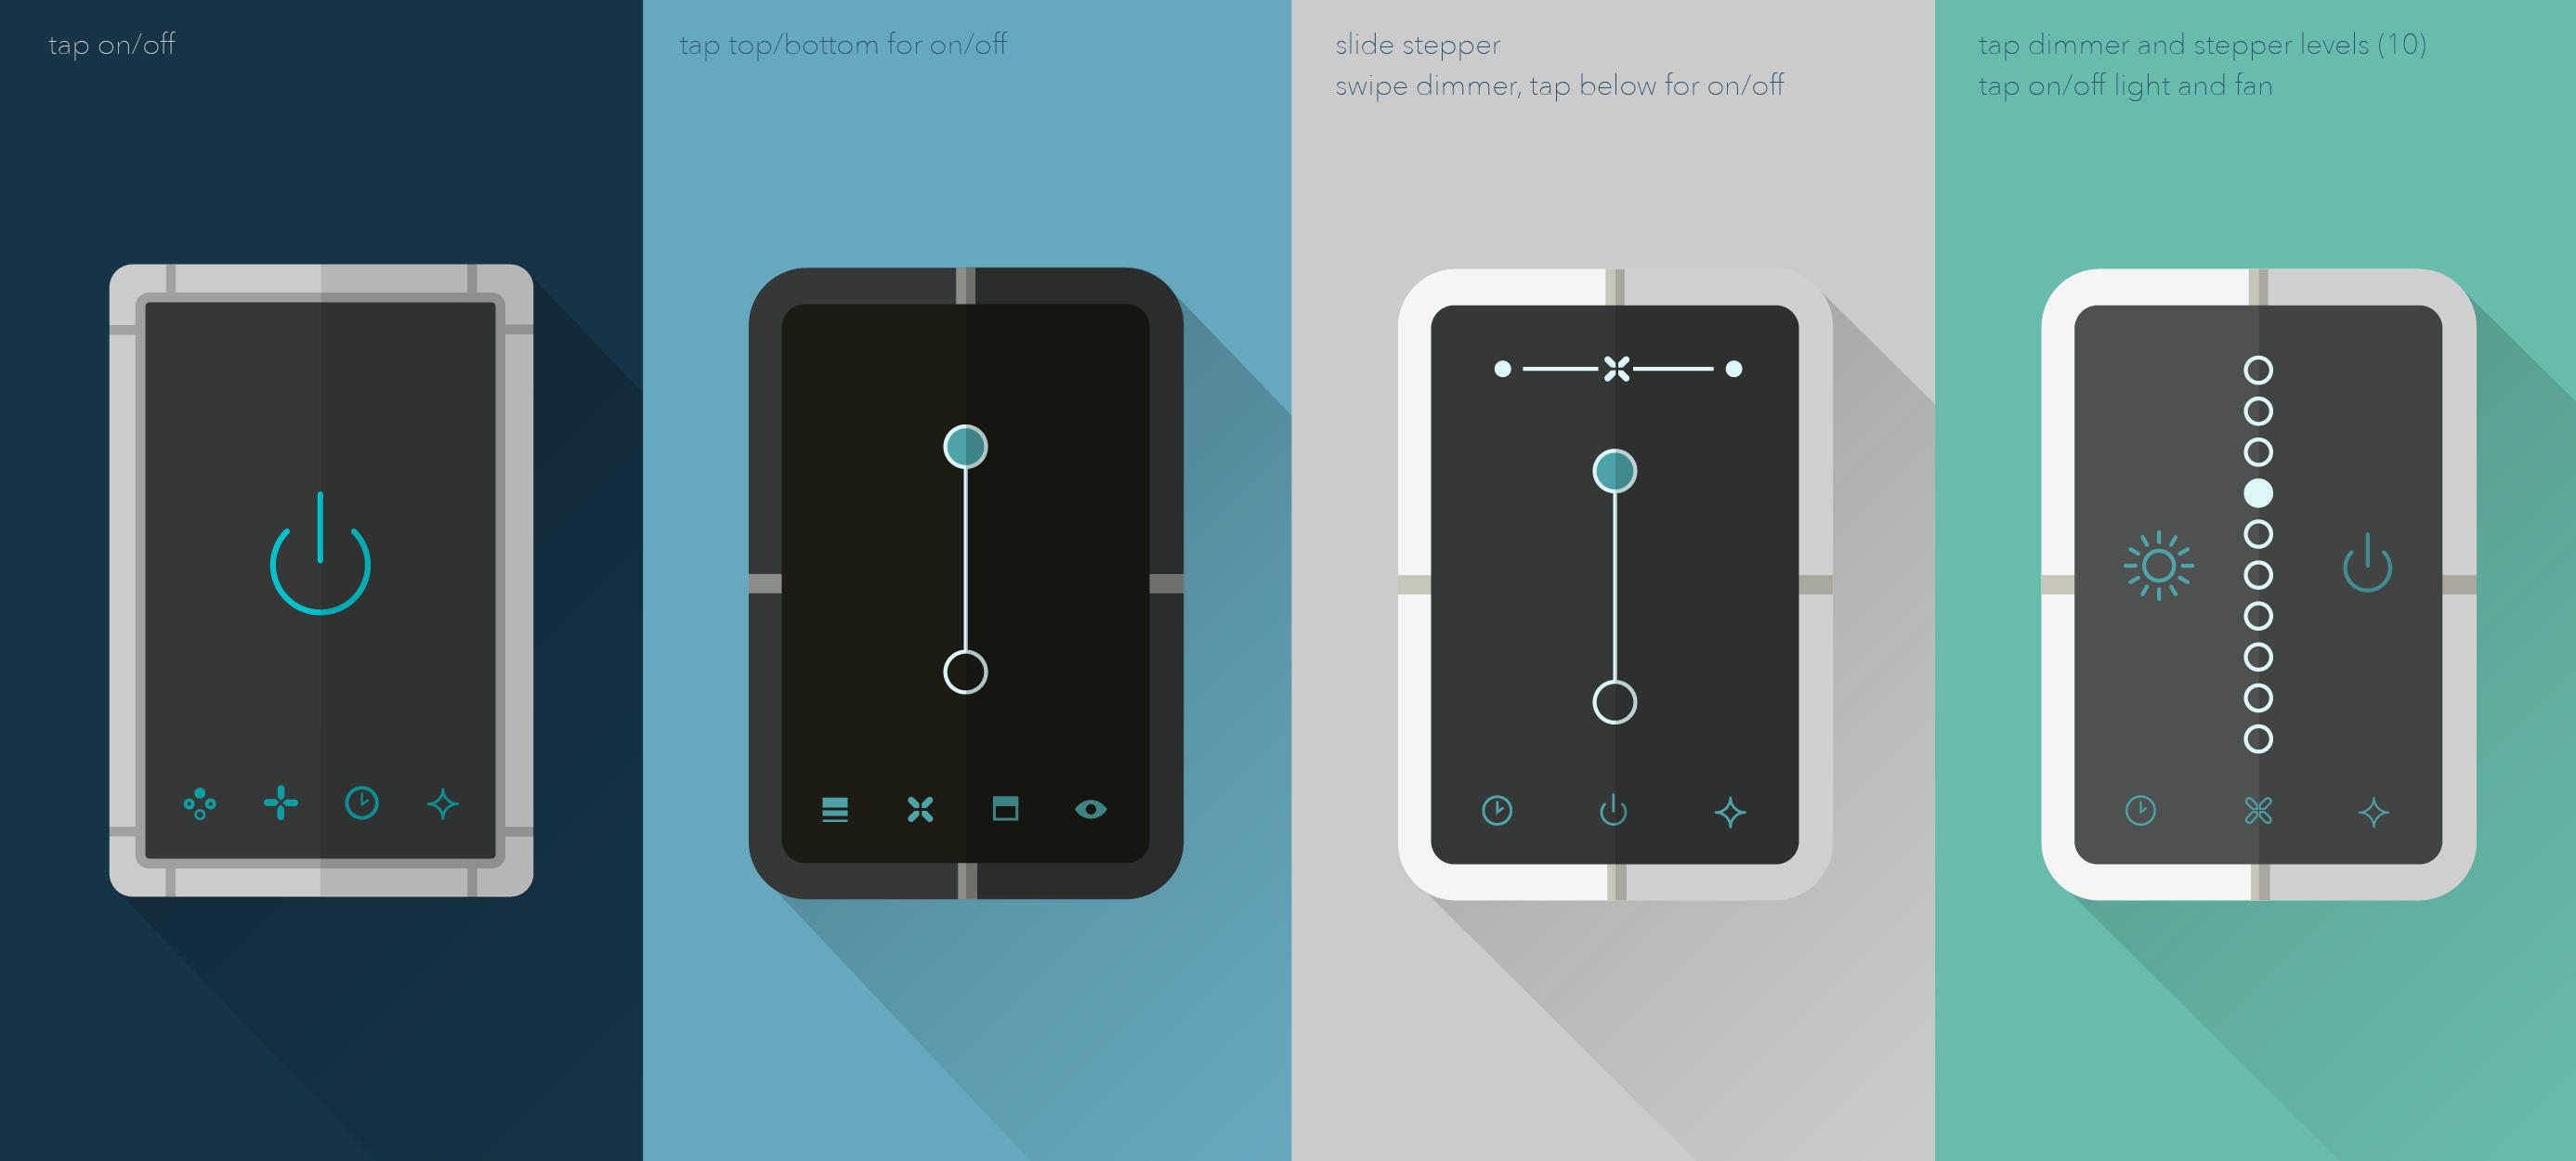 tap on/off
tap top/bottom for on/off
slide stepper
swipe dimmer, tap below for on/off
tap dimmer and stepper levels (10)
tap on/off light and fan